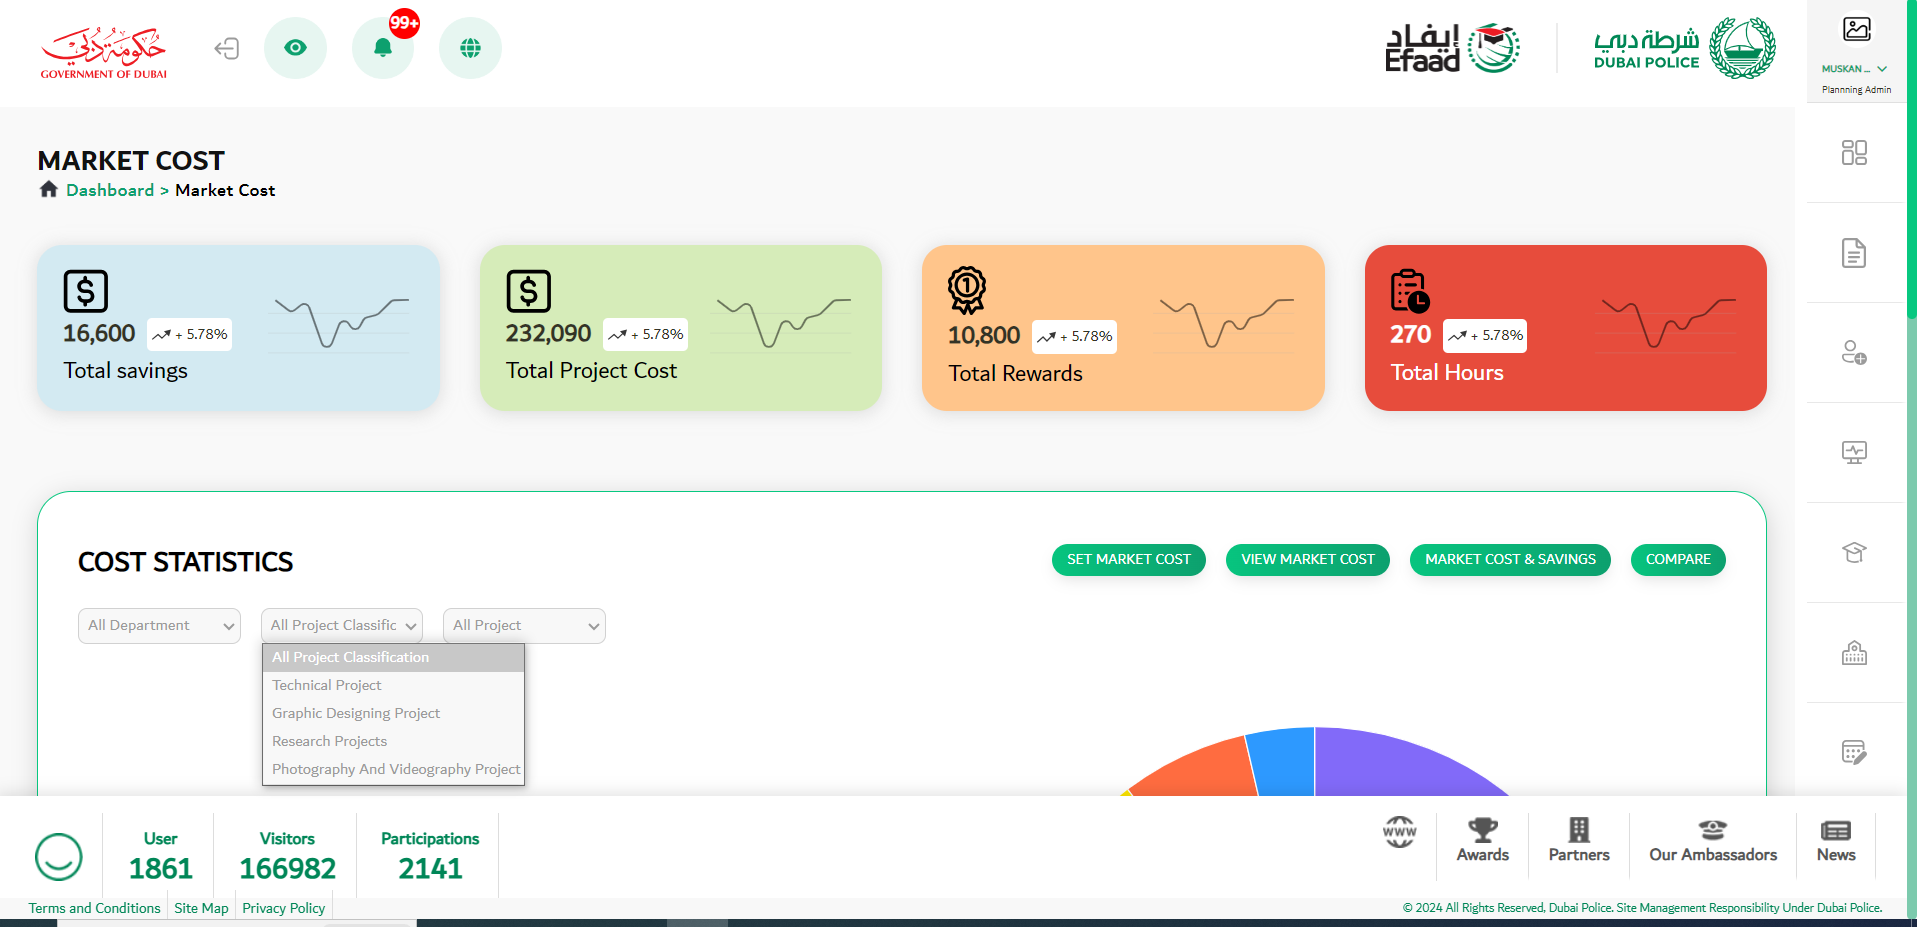 حكومة دبي
GOVERNMENT OF DUBAI
99+
إيفاد
Efaad
شرطة دبي
DUBAI POLICE
MUSKAN ...
Plannning Admin
MARKET COST
Dashboard > Market Cost
16,600 + 5.78%
Total savings
232,090 + 5.78%
Total Project Cost
1
10,800 + 5.78%
Total Rewards
270 + 5.78%
Total Hours
COST STATISTICS
SET MARKET COST
VIEW MARKET COST
MARKET COST & SAVINGS
COMPARE
All Department
All Project Classific
All Project
All Project Classification
Technical Project
Graphic Designing Project
Research Projects
Photography And Videography Project
User
1861
Visitors
166982
Participations
2141
WWW
Awards
Partners
Our Ambassadors
News
Terms and Conditions
Site Map
Privacy Policy
© 2024 All Rights Reserved, Dubai Police. Site Management Responsibility Under Dubai Police.